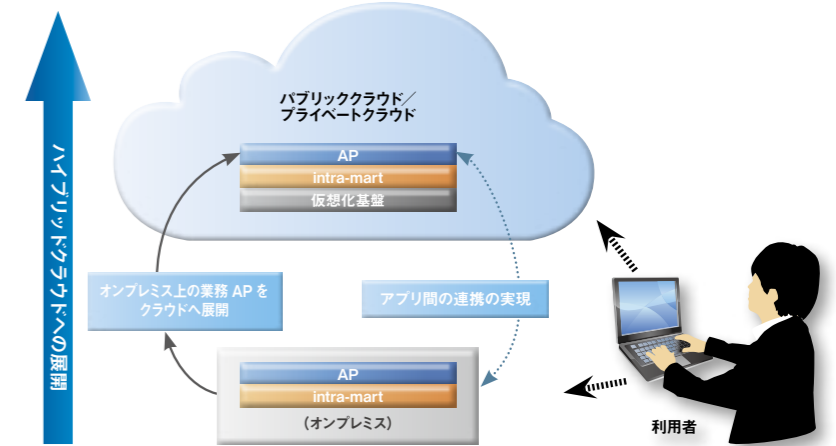 パブリッククラウド／
プライベートクラウド
AP
intra-mart
仮想化基盤
ハイブリッドクラウドへの展開
オンプレミス上の業務 AP を
クラウドへ展開
アプリ間の連携の実現
AP
intra-mart
（オンプレミス）
利用者